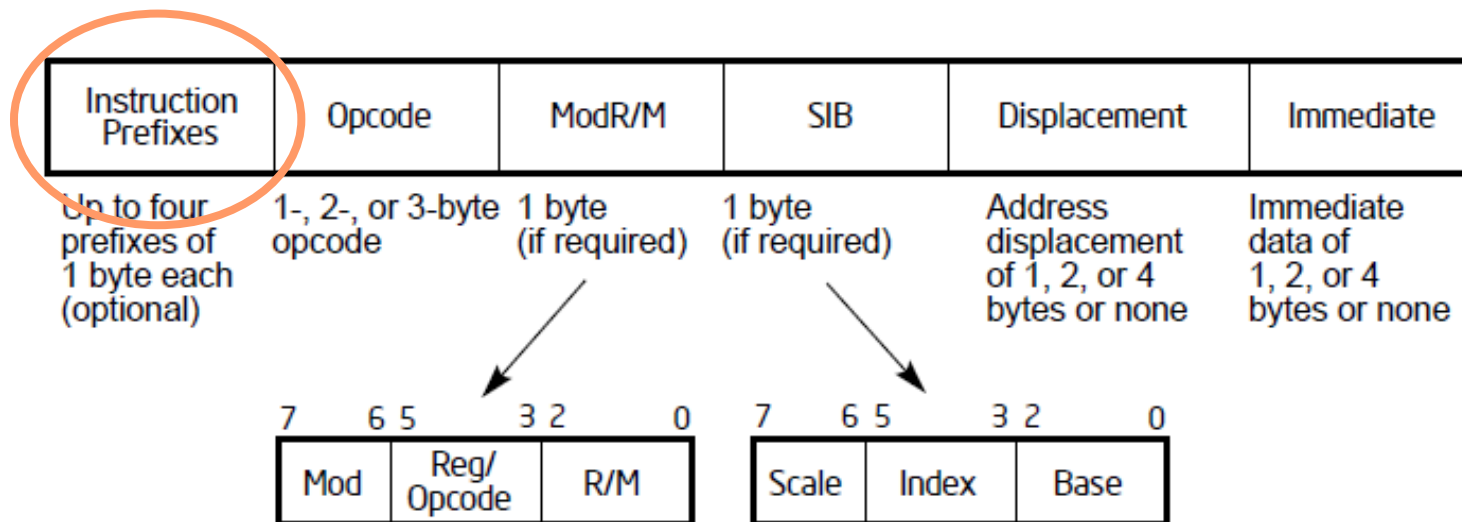 Instruction
Prefixes
Opcode
ModR/M
SIB
Displacement
Immediate
Up to four
prefixes of
1 byte each
(optional)
1-, 2-, or 3-byte
opcode
1 byte
(if required)
1 byte
(if required)
Address
displacement
of 1, 2, or 4
bytes or none
Immediate
data of
1, 2, or 4
bytes or none
7 6 5 3 2 0
Mod
Reg/
Opcode
R/M
7 6 5 3 2 0
Scale
Index
Base